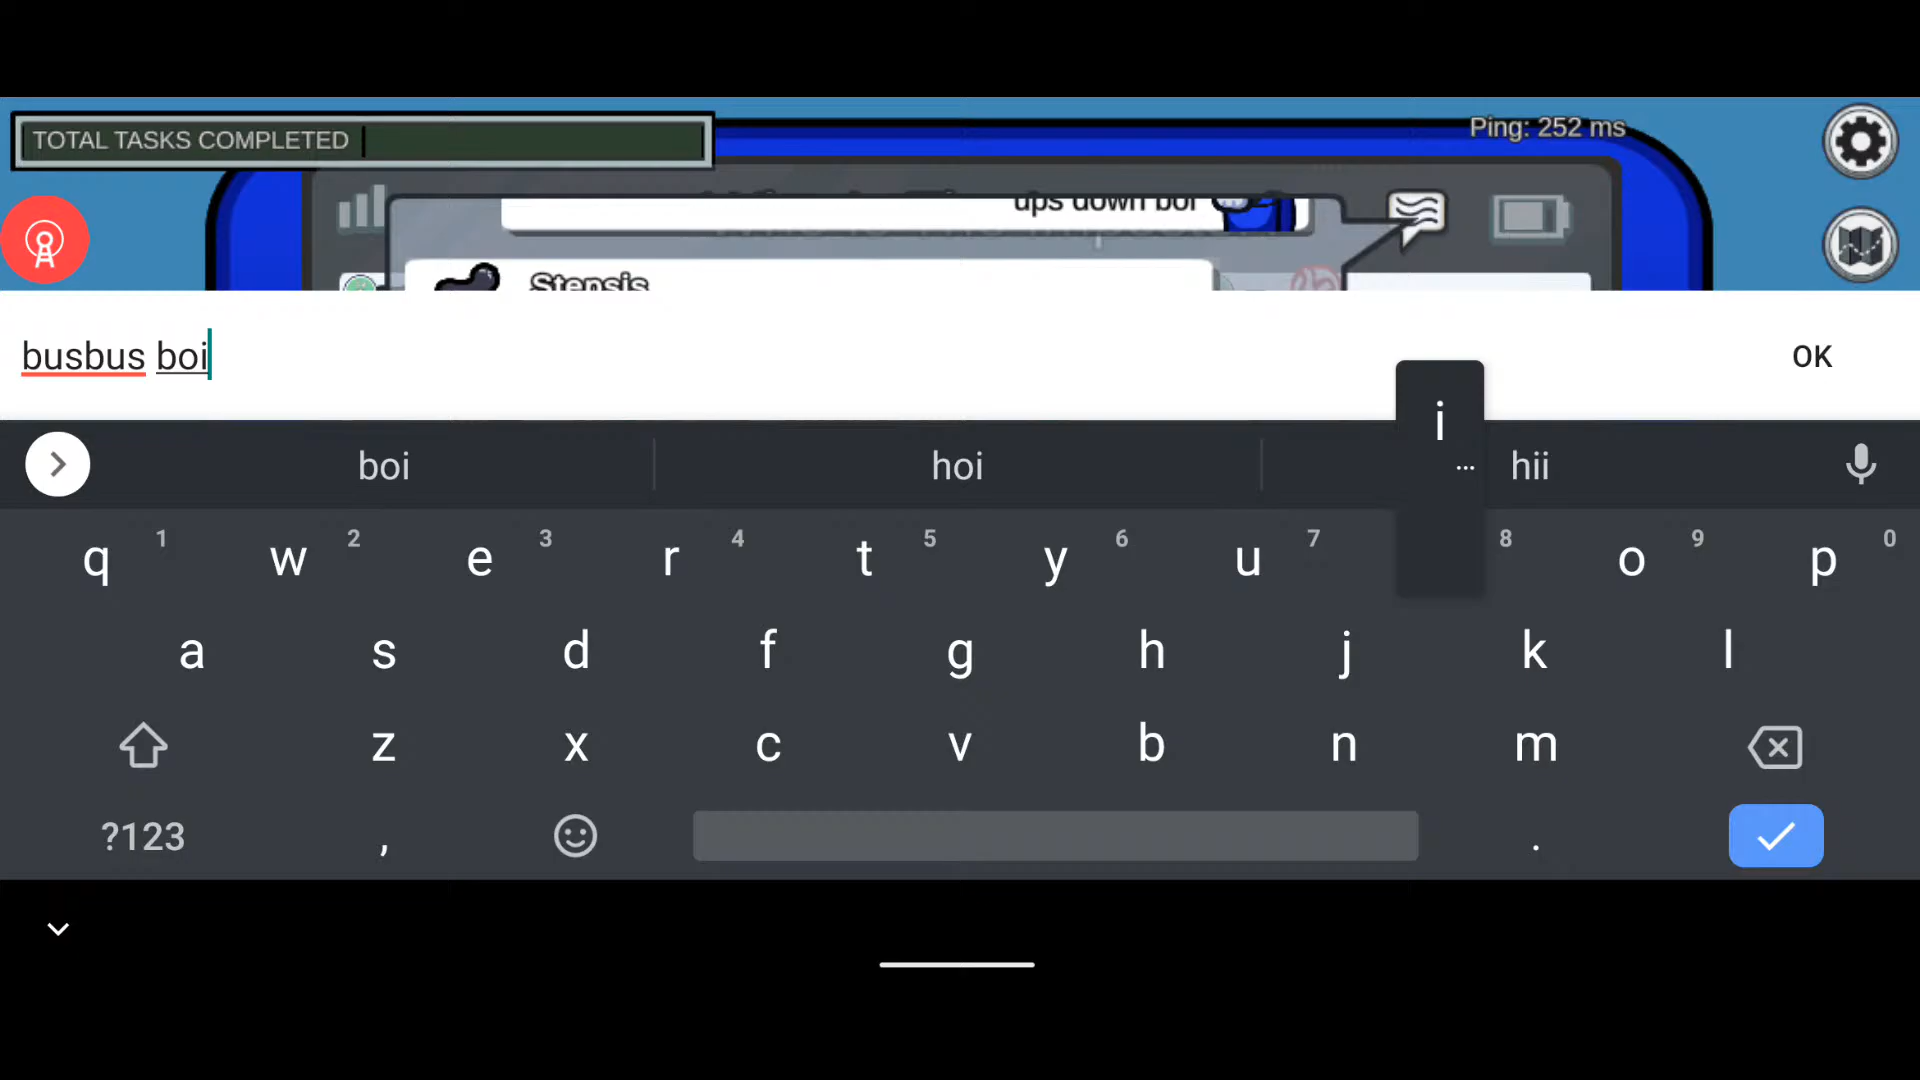 TOTAL TASKS COMPLETED
Ping: 252 ms
ups down boi
Stensis
busbus boi
OK
i
...
boi
hoi
hii
q 1 w 2 e 3 r 4 t 5 y 6 u 7 8 o 9 p 0
a s d f g h j k l
z x c v b n m
?123 , .